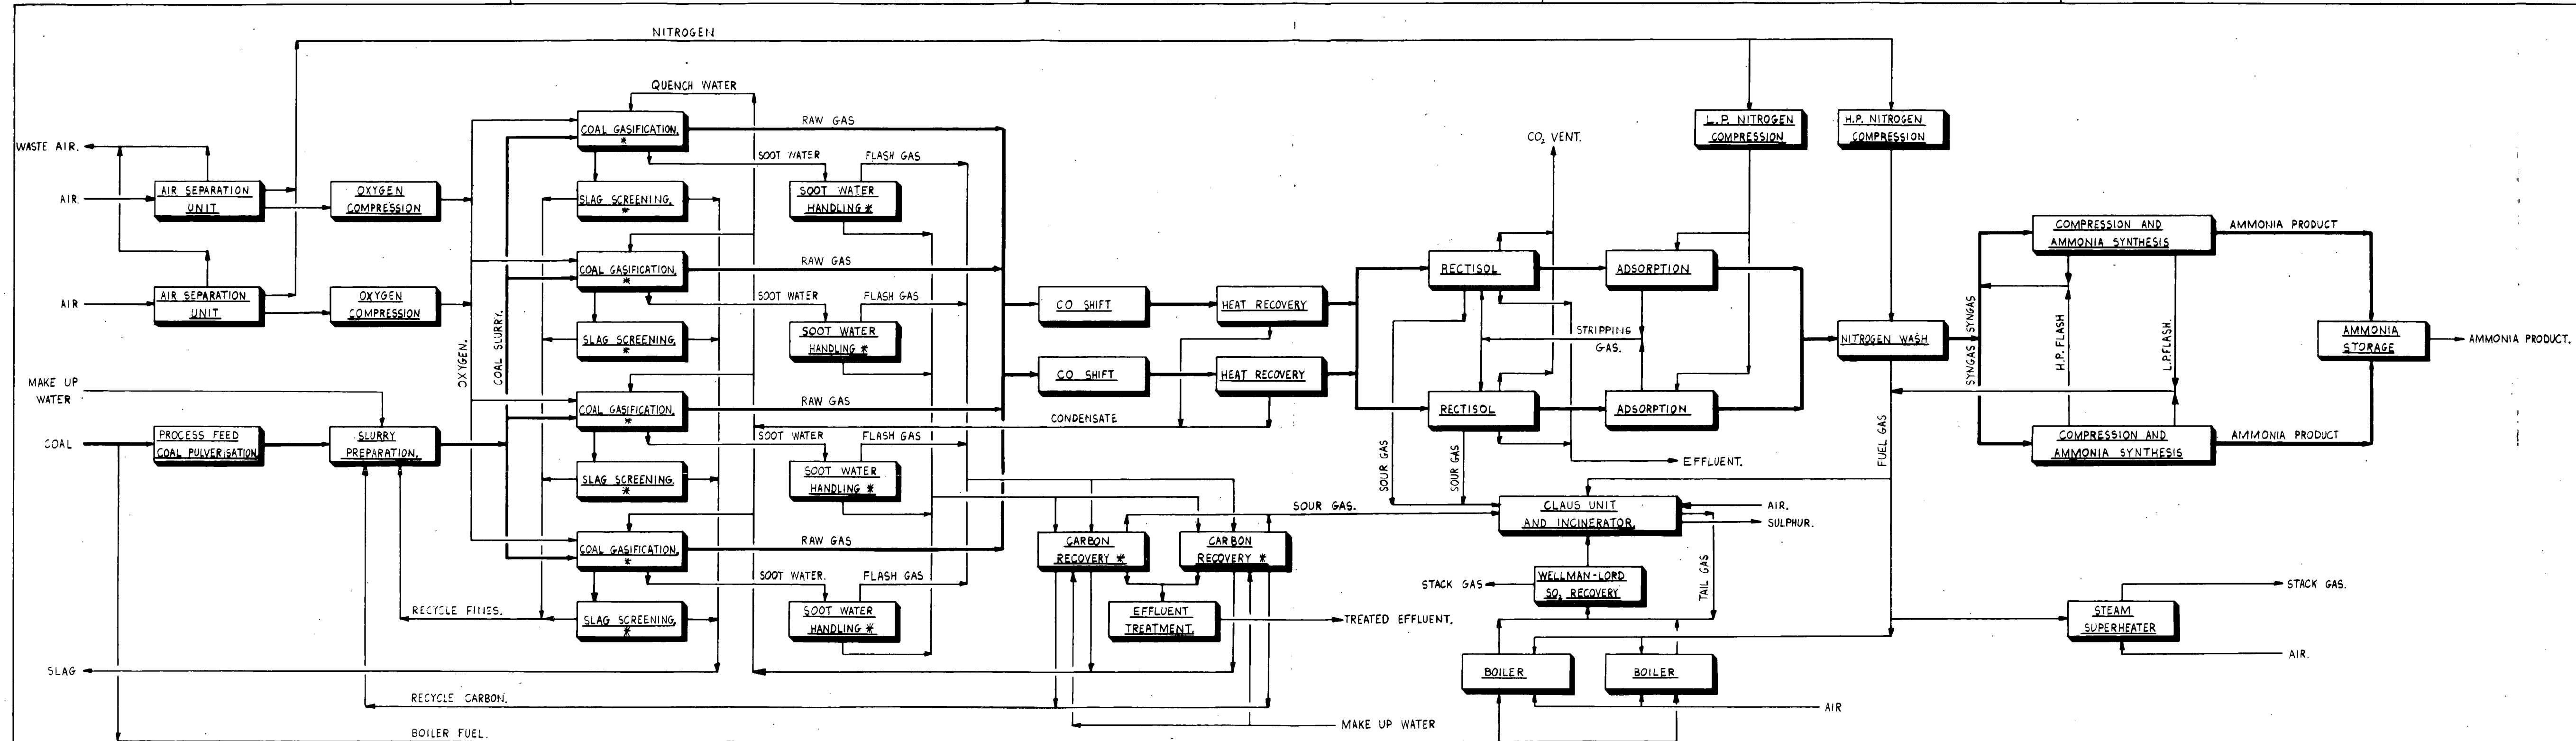 NITROGEN
QUENCH WATER
COAL GASIFICATION.
*
RAW GAS
L.P. NITROGEN
COMPRESSION
H.P. NITROGEN
COMPRESSION
CO₂ VENT.
WASTE AIR.
SOOT WATER
FLASH GAS
AIR.
AIR SEPARATION
UNIT
OXYGEN
COMPRESSION
SLAG SCREENING.
*
SOOT WATER
HANDLING *
COAL GASIFICATION.
*
RAW GAS
RECTISOL
ADSORPTION
COMPRESSION AND
AMMONIA SYNTHESIS
AMMONIA PRODUCT
AIR
AIR SEPARATION
UNIT
OXYGEN
COMPRESSION
SOOT WATER
FLASH GAS
CO SHIFT
HEAT RECOVERY
SLAG SCREENING.
*
SOOT WATER
HANDLING *
STRIPPING
GAS.
NITROGEN WASH
SYNGAS
SYNGAS
H.P. FLASH
L.P. FLASH.
AMMONIA
STORAGE
AMMONIA PRODUCT.
OXYGEN.
COAL SLURRY.
MAKE UP
WATER
COAL GASIFICATION.
*
RAW GAS
CO SHIFT
HEAT RECOVERY
RECTISOL
ADSORPTION
CONDENSATE
COAL
PROCESS FEED
COAL PULVERISATION
SLURRY
PREPARATION.
SOOT WATER
FLASH GAS
COMPRESSION AND
AMMONIA SYNTHESIS
AMMONIA PRODUCT
SLAG SCREENING.
*
SOOT WATER
HANDLING *
SOUR GAS
SOUR GAS
EFFLUENT.
FUEL GAS
SOUR GAS.
CLAUS UNIT
AND INCINERATOR.
AIR.
SULPHUR.
COAL GASIFICATION.
*
RAW GAS
CARBON
RECOVERY *
CARBON
RECOVERY *
SOOT WATER.
FLASH GAS
STACK GAS
WELLMAN-LORD
SO₂ RECOVERY
TAIL GAS
STACK GAS.
RECYCLE FINES.
SLAG SCREENING.
*
SOOT WATER
HANDLING *
EFFLUENT
TREATMENT.
TREATED EFFLUENT.
STEAM
SUPERHEATER
AIR.
SLAG
BOILER
BOILER
RECYCLE CARBON.
AIR
MAKE UP WATER
BOILER FUEL.